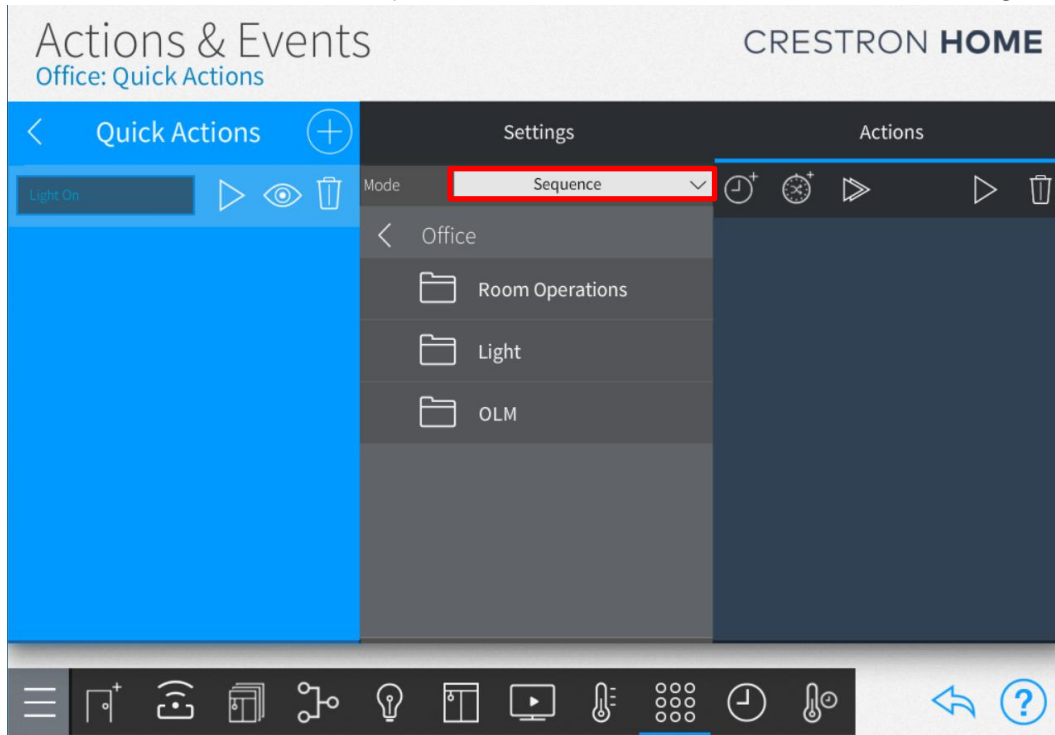 Actions & Events
CRESTRON HOME
Office: Quick Actions
Quick Actions
Settings
Actions
Light On
Mode
Sequence
Office
Room Operations
Light
OLM
?